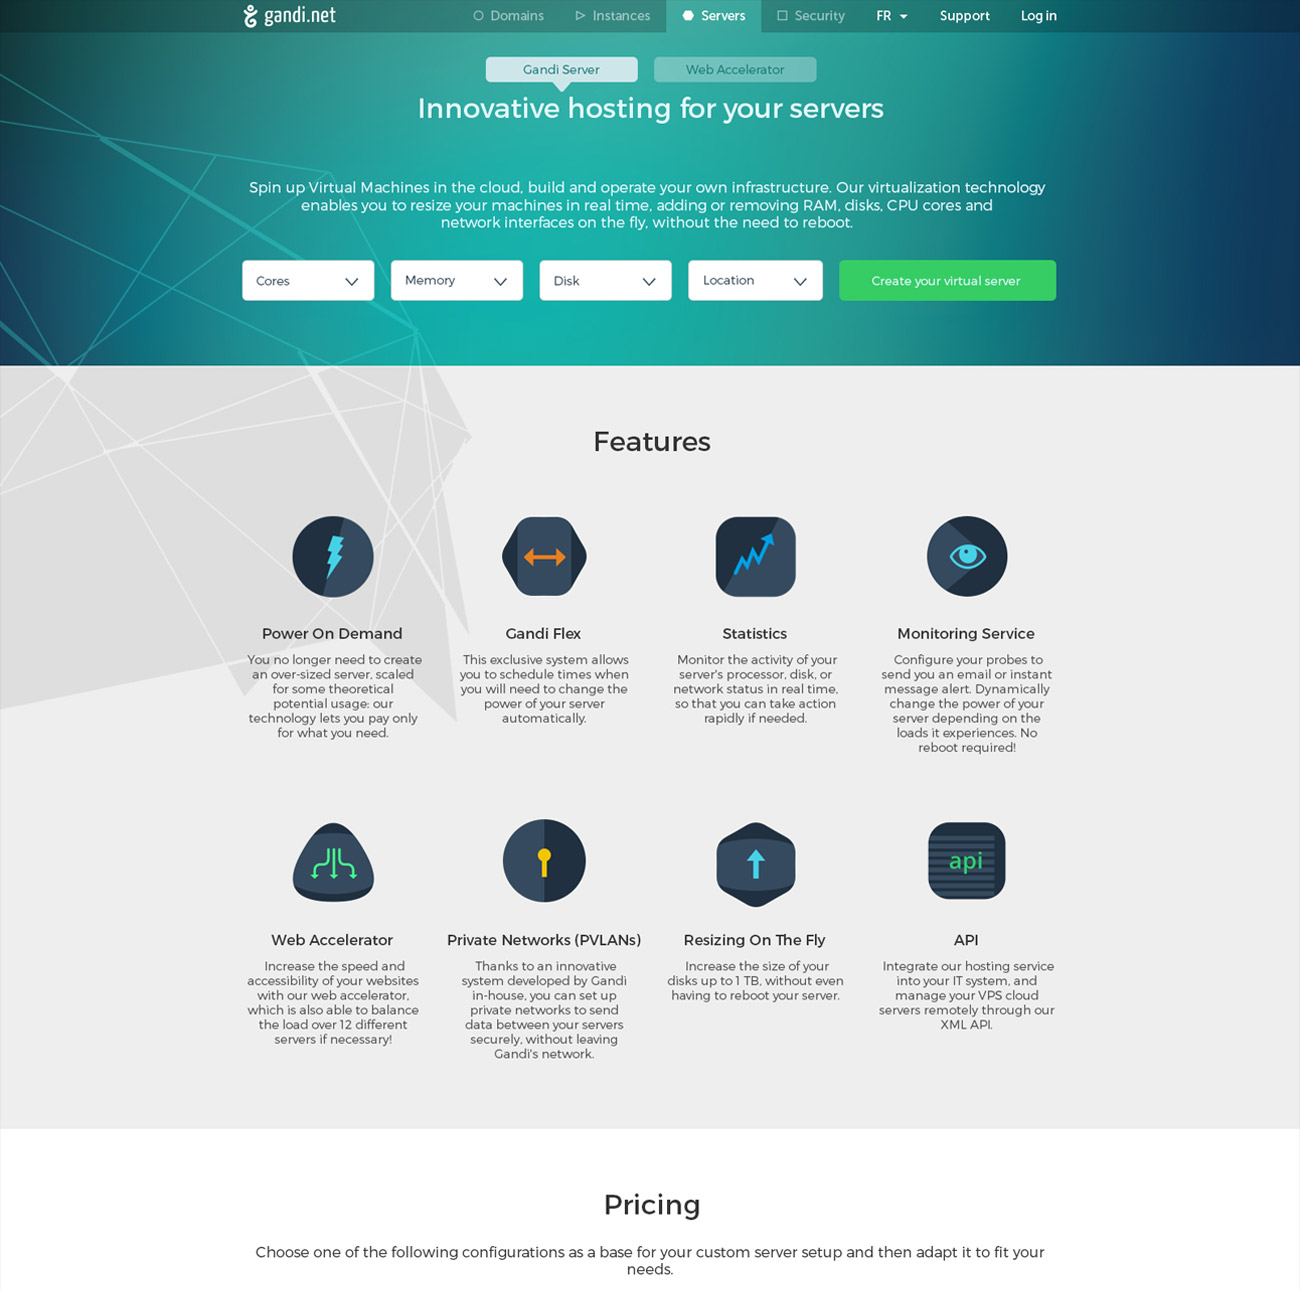 gandi.net
Domains
Instances
Servers
Security
FR
Support
Log in
Gandi Server
Web Accelerator
Innovative hosting for your servers
Spin up Virtual Machines in the cloud, build and operate your own infrastructure. Our virtualization technology
enables you to resize your machines in real time, adding or removing RAM, disks, CPU cores and
network interfaces on the fly, without the need to reboot.
Cores
Memory
Disk
Location
Create your virtual server
Features
Power On Demand
You no longer need to create
an over-sized server, scaled
for some theoretical
potential usage: our
technology lets you pay only
for what you need.
Gandi Flex
This exclusive system allows
you to schedule times when
you will need to change the
power of your server
automatically.
Statistics
Monitor the activity of your
server's processor, disk, or
network status in real time,
so that you can take action
rapidly if needed.
Monitoring Service
Configure your probes to
send you an email or instant
message alert. Dynamically
change the power of your
server depending on the
loads it experiences. No
reboot required!
Web Accelerator
Increase the speed and
accessibility of your websites
with our web accelerator,
which is also able to balance
the load over 12 different
servers if necessary!
Private Networks (PVLANs)
Thanks to an innovative
system developed by Gandi
in-house, you can set up
private networks to send
data between your servers
securely, without leaving
Gandi's network.
Resizing On The Fly
Increase the size of your
disks up to 1 TB, without even
having to reboot your server.
api
API
Integrate our hosting service
into your IT system, and
manage your VPS cloud
servers remotely through our
XML API.
Pricing
Choose one of the following configurations as a base for your custom server setup and then adapt it to fit your
needs.